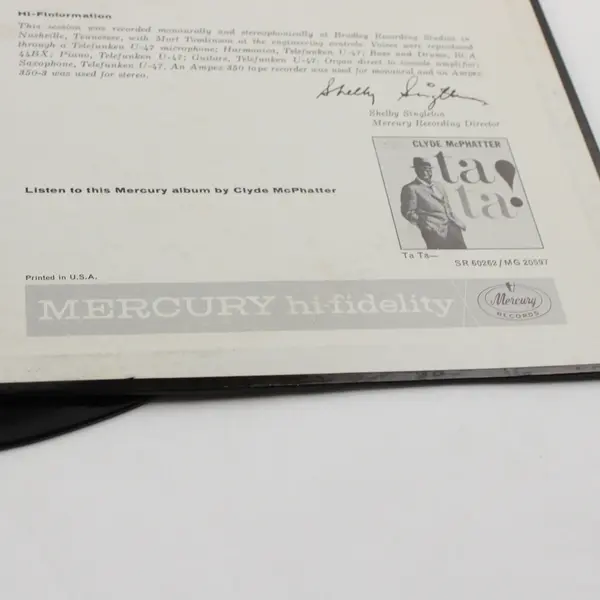 Hi-Finformation
This session was recorded monaurally and stereophonically at Bradley Recording Studios in
Nashville, Tennessee, with Mort Thomasson at the engineering controls. Voices were reproduced
through a Telefunken U-47 microphone; Harmonica, Telefunken U-47; Bass and Drums, RCA
44BX; Piano, Telefunken U-47; Guitars, Telefunken U-47; Organ direct to console amplifier;
Saxophone, Telefunken U-47. An Ampex 350 tape recorder was used for monaural and an Ampex
350-2 was used for stereo.
Shelby Singleton
Shelby Singleton
Mercury Recording Director
CLYDE McPHATTER
ta
ta!
Listen to this Mercury album by Clyde McPhatter
Ta Ta—
SR 60262/MG 20597
Printed in U.S.A.
MERCURY hi-fidelity
Mercury
RECORDS